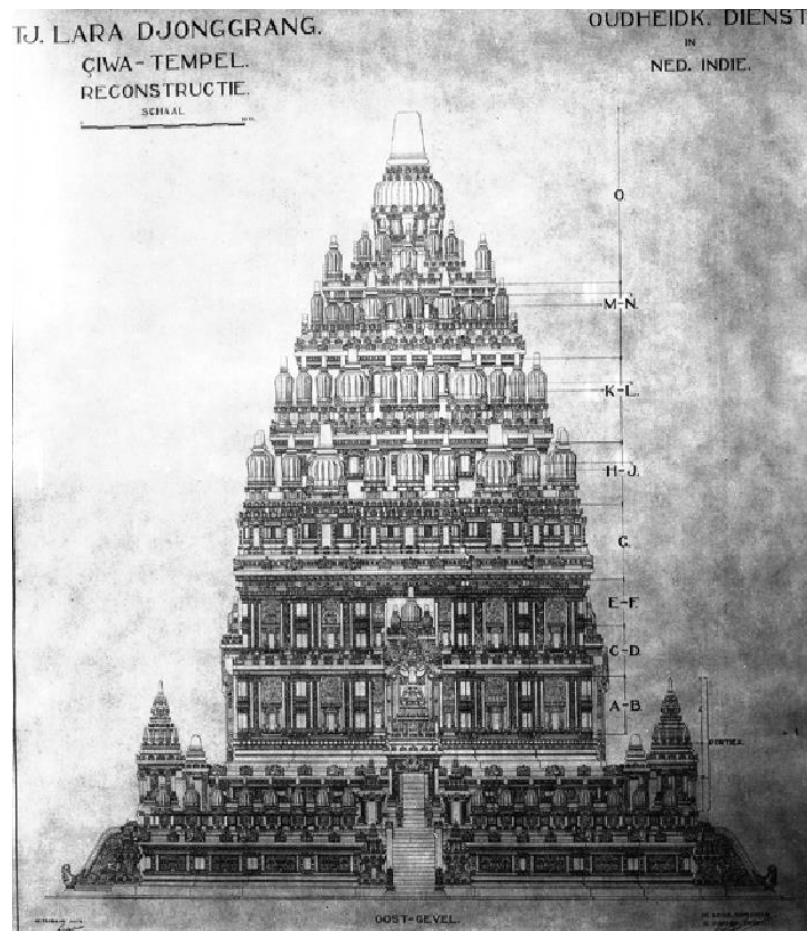 TJ. LARA DJONGGRANG.
ÇIWA-TEMPEL.
RECONSTRUCTIE.
SCHAAL
OUDHEIDK. DIENST
IN
NED. INDIE.
O.
M-N.
K-L.
H-J.
G.
E-F.
C-D.
A-B.
OOST-GEVEL.